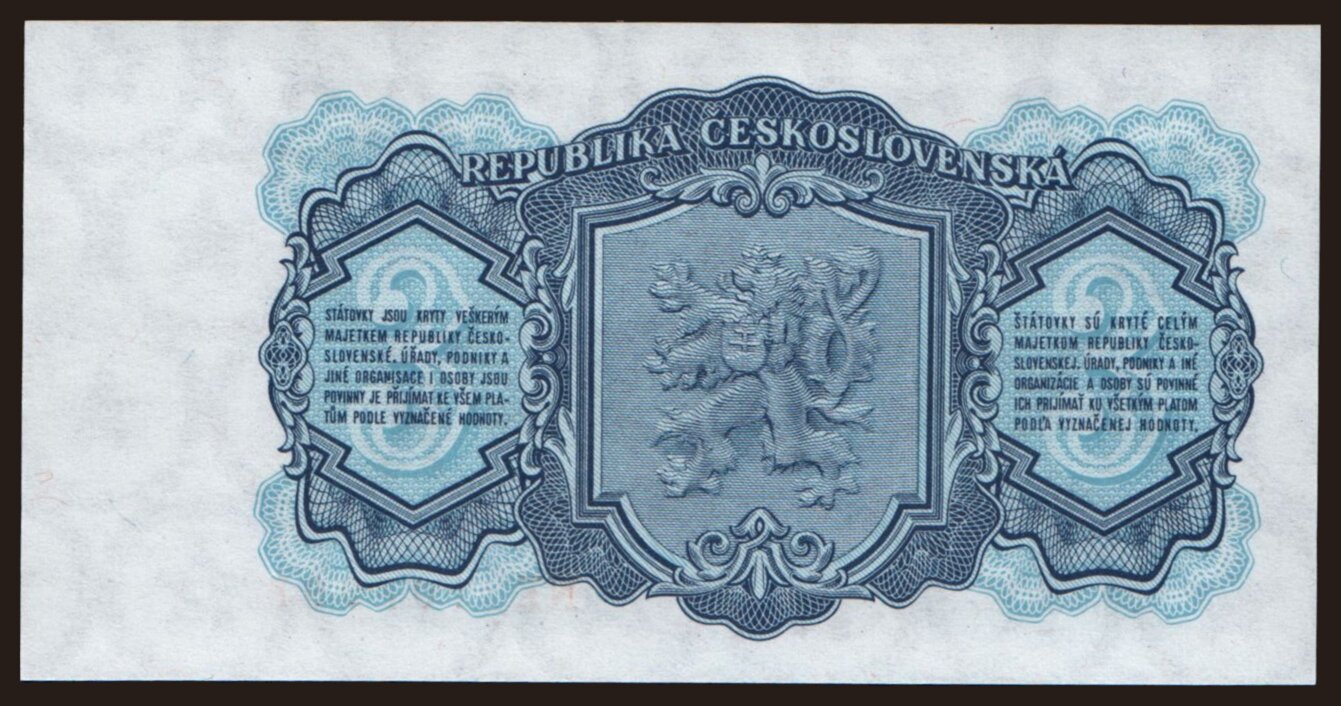 REPUBLIKA ČESKOSLOVENSKÁ
3
STÁTOVKY JSOU KRYTY VEŠKERÝM
MAJETKEM REPUBLIKY ČESKO-
SLOVENSKÉ. ÚŘADY, PODNIKY A
JINÉ ORGANISACE I OSOBY JSOU
POVINNY JE PŘIJÍMAT KE VŠEM PLA-
TŮM PODLE VYZNAČENÉ HODNOTY.
3
ŠTÁTOVKY SÚ KRYTÉ CELÝM
MAJETKOM REPUBLIKY ČESKO-
SLOVENSKEJ. ÚRADY, PODNIKY A INÉ
ORGANIZÁCIE A OSOBY SÚ POVINNÉ
ICH PRIJÍMAŤ KU VŠETKÝM PLATOM
PODĽA VYZNAČENEJ HODNOTY.